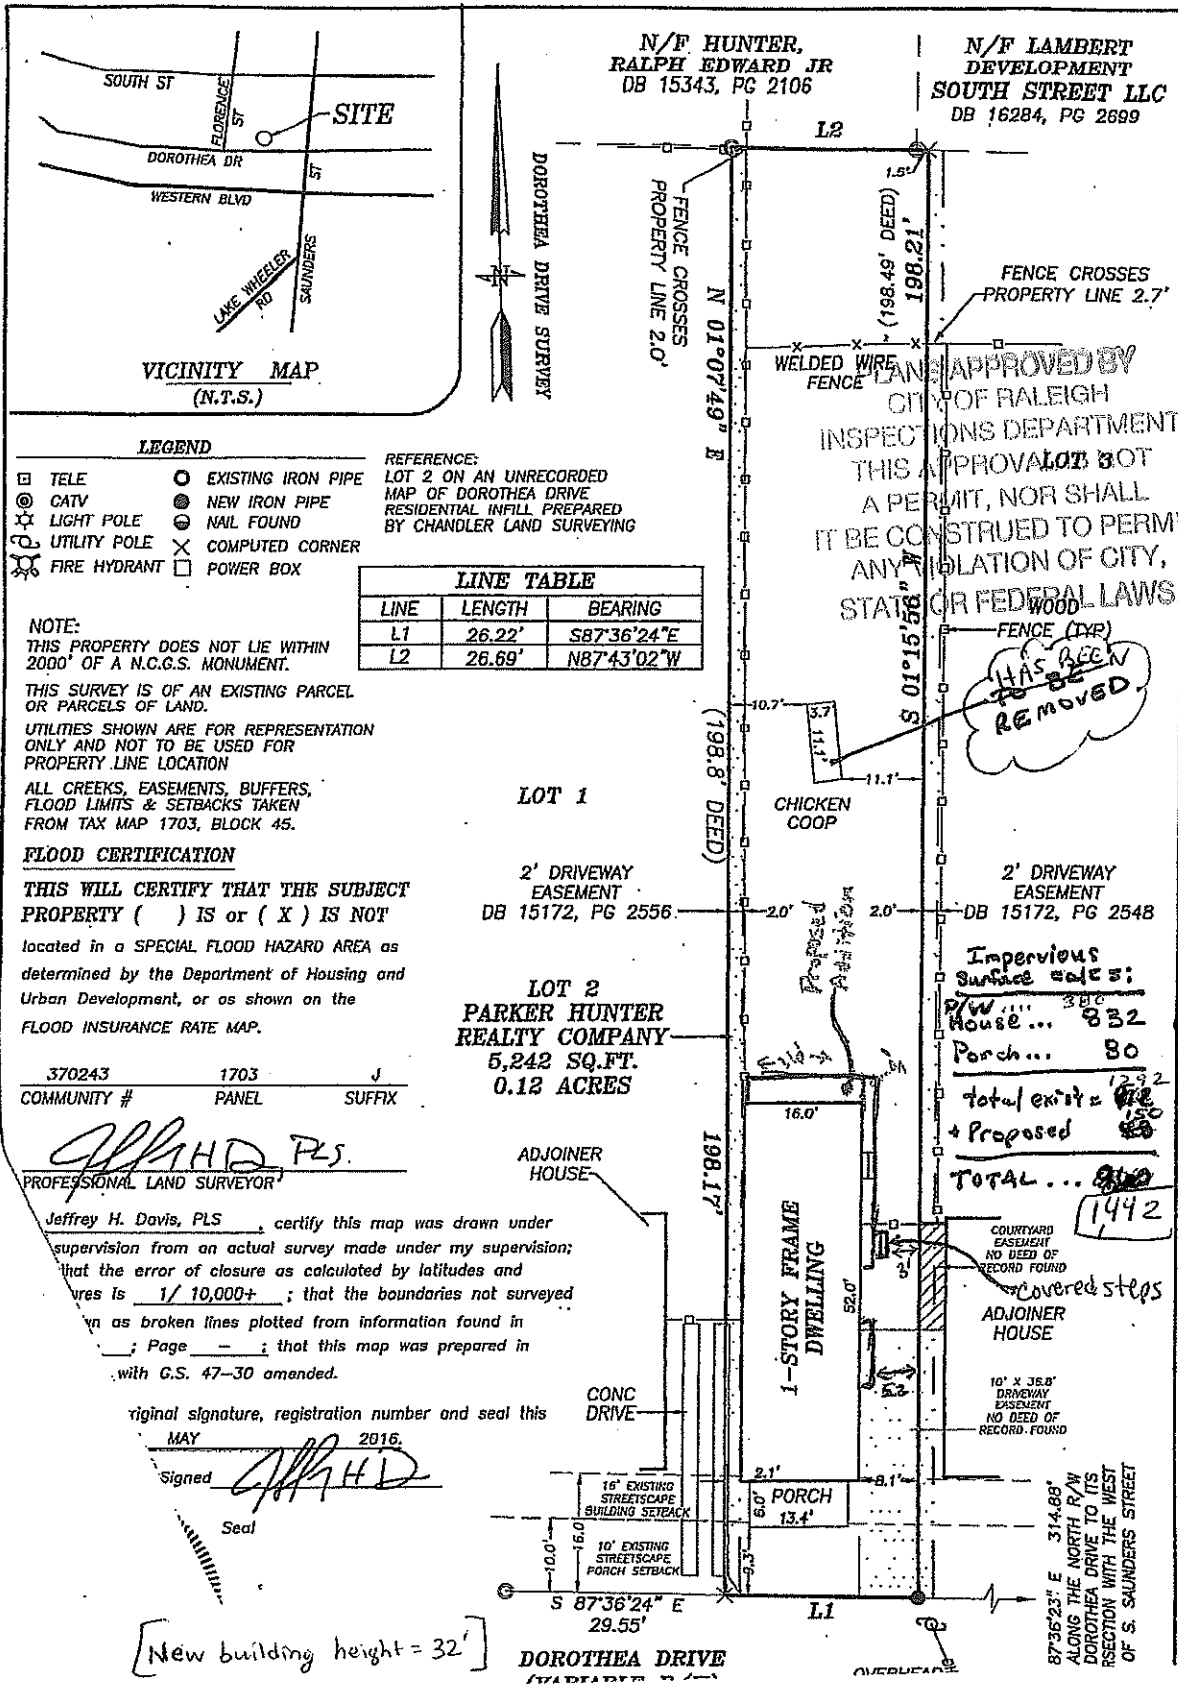 SOUTH ST
FLORENCE ST
SITE
DOROTHEA DR
ST
WESTERN BLVD
LAKE WHEELER RD
SAUNDERS
VICINITY MAP
(N.T.S.)
N
DOROTHEA DRIVE SURVEY
N/F HUNTER,
RALPH EDWARD JR
DB 15343, PG 2106
N/F LAMBERT
DEVELOPMENT
SOUTH STREET LLC
DB 16284, PG 2699
L2
1.5'
FENCE CROSSES
PROPERTY LINE 2.0'
N 01°07'49" E
(198.49' DEED)
198.21'
FENCE CROSSES
PROPERTY LINE 2.7'
WELDED WIRE
FENCE
PLANS APPROVED BY
CITY OF RALEIGH
INSPECTIONS DEPARTMENT
THIS APPROVAL IS NOT
LOT 3
A PERMIT, NOR SHALL
IT BE CONSTRUED TO PERMIT
ANY VIOLATION OF CITY,
STATE OR FEDERAL LAWS
S 01°15'56" W
WOOD
FENCE (TYP)
HAS BEEN
TO BE
REMOVED
LEGEND
TELE
CATV
LIGHT POLE
UTILITY POLE
FIRE HYDRANT
EXISTING IRON PIPE
NEW IRON PIPE
NAIL FOUND
COMPUTED CORNER
POWER BOX
REFERENCE:
LOT 2 ON AN UNRECORDED
MAP OF DOROTHEA DRIVE
RESIDENTIAL INFILL PREPARED
BY CHANDLER LAND SURVEYING
LINE TABLE
LINE LENGTH BEARING
L1 26.22' S87°36'24"E
L2 26.69' N87°43'02"W
NOTE:
THIS PROPERTY DOES NOT LIE WITHIN
2000' OF A N.C.G.S. MONUMENT.
THIS SURVEY IS OF AN EXISTING PARCEL
OR PARCELS OF LAND.
UTILITIES SHOWN ARE FOR REPRESENTATION
ONLY AND NOT TO BE USED FOR
PROPERTY LINE LOCATION
ALL CREEKS, EASEMENTS, BUFFERS,
FLOOD LIMITS & SETBACKS TAKEN
FROM TAX MAP 1703, BLOCK 45.
FLOOD CERTIFICATION
THIS WILL CERTIFY THAT THE SUBJECT
PROPERTY ( ) IS or ( X ) IS NOT
located in a SPECIAL FLOOD HAZARD AREA as
determined by the Department of Housing and
Urban Development, or as shown on the
FLOOD INSURANCE RATE MAP.
370243 1703 J
COMMUNITY # PANEL SUFFIX
PLS.
PROFESSIONAL LAND SURVEYOR
Jeffrey H. Davis, PLS, certify this map was drawn under
supervision from an actual survey made under my supervision;
that the error of closure as calculated by latitudes and
ures is 1/ 10,000+ ; that the boundaries not surveyed
wn as broken lines plotted from information found in
; Page — ; that this map was prepared in
with G.S. 47-30 amended.
riginal signature, registration number and seal this
MAY 2016.
Signed
Seal
[New building height = 32']
10.7'
3.7
11.1'
11.1'
CHICKEN
COOP
(198.8' DEED)
LOT 1
2' DRIVEWAY
EASEMENT
DB 15172, PG 2556
2.0'
2.0'
2' DRIVEWAY
EASEMENT
DB 15172, PG 2548
Proposed
Addition
LOT 2
PARKER HUNTER
REALTY COMPANY
5,242 SQ.FT.
0.12 ACRES
Impervious
Surface calcs:
D/W ... 380
House ... 832
Porch ... 80
1292
total exist =
150
+ Proposed
TOTAL ...
1,442
16.0'
198.17'
ADJOINER
HOUSE
1-STORY FRAME
DWELLING
52.0'
COURTYARD
EASEMENT
NO DEED OF
RECORD FOUND
covered steps
ADJOINER
HOUSE
CONC
DRIVE
10' X 36.8'
DRIVEWAY
EASEMENT
NO DEED OF
RECORD FOUND
2.1'
8.1'
6.0'
PORCH
13.4'
16' EXISTING
STREETSCAPE
BUILDING SETBACK
10' EXISTING
STREETSCAPE
PORCH SETBACK
10.0'
16.0'
9.3'
S 87°36'24" E
29.55'
L1
DOROTHEA DRIVE
OVERHEAD
87°36'23" E 314.88'
ALONG THE NORTH R/W
DOROTHEA DRIVE TO ITS
RSECTION WITH THE WEST
OF S. SAUNDERS STREET